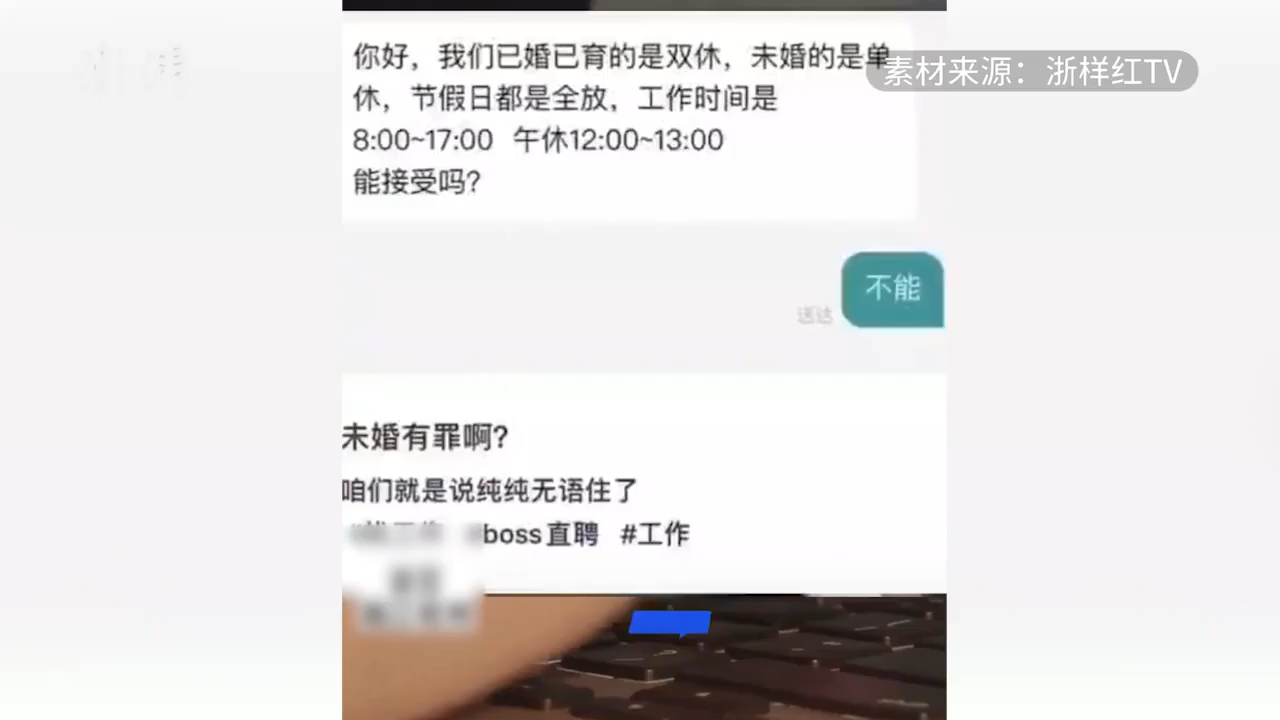 你好，我们已婚已育的是双休，未婚的是单
素材来源：浙样红TV
休，节假日都是全放，工作时间是
8:00~17:00 午休12:00~13:00
能接受吗？
不能
送达
未婚有罪啊？
咱们就是说纯纯无语住了
boss直聘 #工作